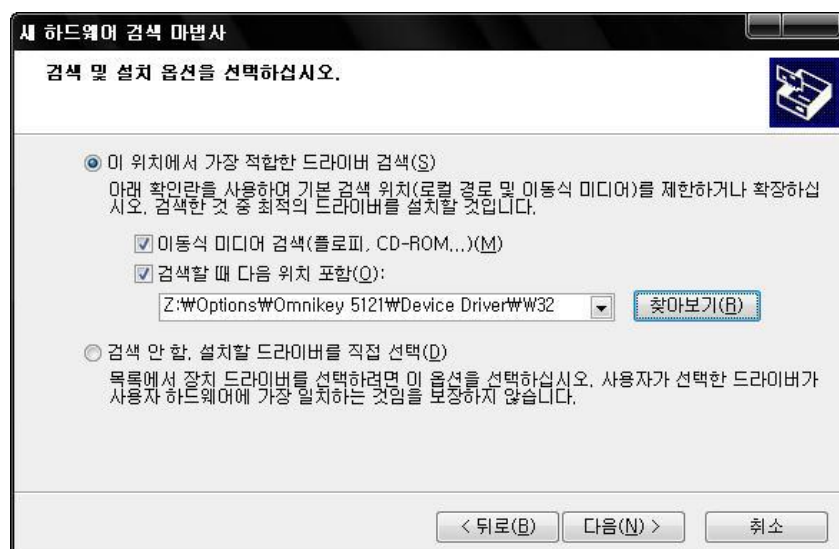 새 하드웨어 검색 마법사
검색 및 설치 옵션을 선택하십시오.
이 위치에서 가장 적합한 드라이버 검색(S)
아래 확인란을 사용하여 기본 검색 위치(로컬 경로 및 이동식 미디어)를 제한하거나 확장하십
시오. 검색한 것 중 최적의 드라이버를 설치할 것입니다.
이동식 미디어 검색(플로피, CD-ROM...)(M)
검색할 때 다음 위치 포함(O):
Z:₩Options₩Omnikey 5121₩Device Driver₩W32
찾아보기(R)
검색 안 함. 설치할 드라이버를 직접 선택(D)
목록에서 장치 드라이버를 선택하려면 이 옵션을 선택하십시오. 사용자가 선택한 드라이버가
사용자 하드웨어에 가장 일치하는 것임을 보장하지 않습니다.
< 뒤로(B)
다음(N) >
취소